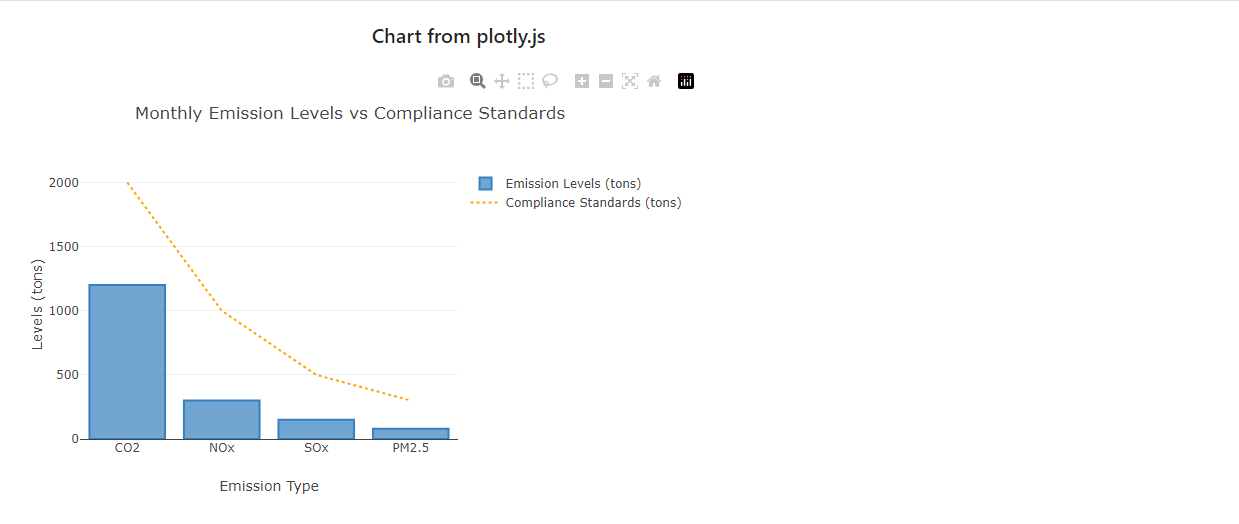 Chart from plotly.js
Monthly Emission Levels vs Compliance Standards
Emission Levels (tons)
Compliance Standards (tons)
Levels (tons)
2000
1500
1000
500
0
CO2 NOx SOx PM2.5
Emission Type